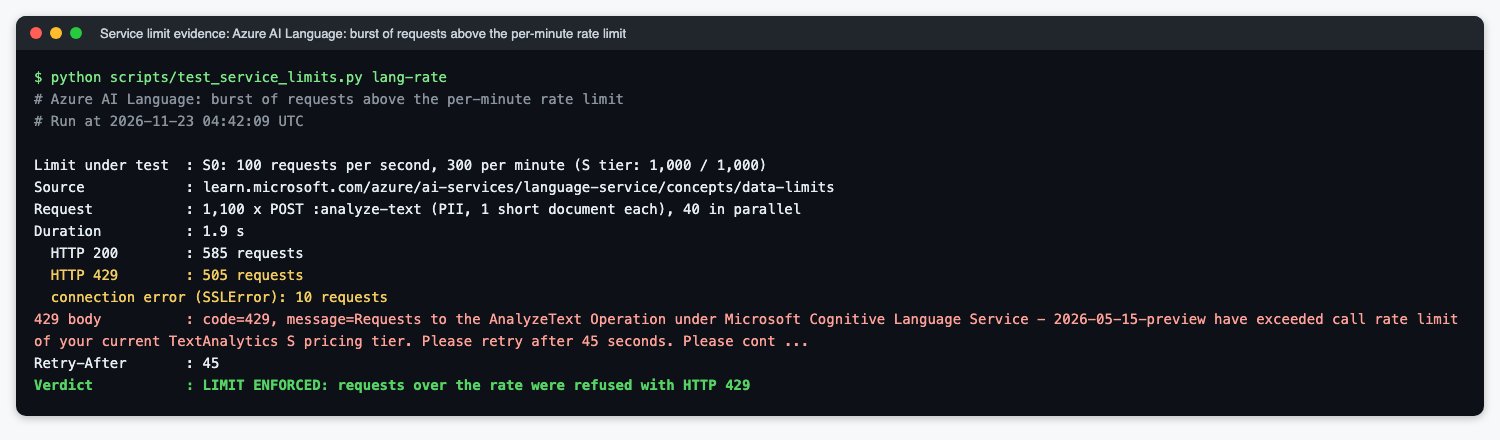 Service limit evidence: Azure AI Language: burst of requests above the per-minute rate limit
$ python scripts/test_service_limits.py lang-rate
# Azure AI Language: burst of requests above the per-minute rate limit
# Run at 2026-11-23 04:42:09 UTC
Limit under test  : S0: 100 requests per second, 300 per minute (S tier: 1,000 / 1,000)
Source            : learn.microsoft.com/azure/ai-services/language-service/concepts/data-limits
Request           : 1,100 x POST :analyze-text (PII, 1 short document each), 40 in parallel
Duration          : 1.9 s
  HTTP 200        : 585 requests
  HTTP 429        : 505 requests
  connection error (SSLError): 10 requests
429 body          : code=429, message=Requests to the AnalyzeText Operation under Microsoft Cognitive Language Service - 2026-05-15-preview have exceeded call rate limit
of your current TextAnalytics S pricing tier. Please retry after 45 seconds. Please cont ...
Retry-After       : 45
Verdict           : LIMIT ENFORCED: requests over the rate were refused with HTTP 429